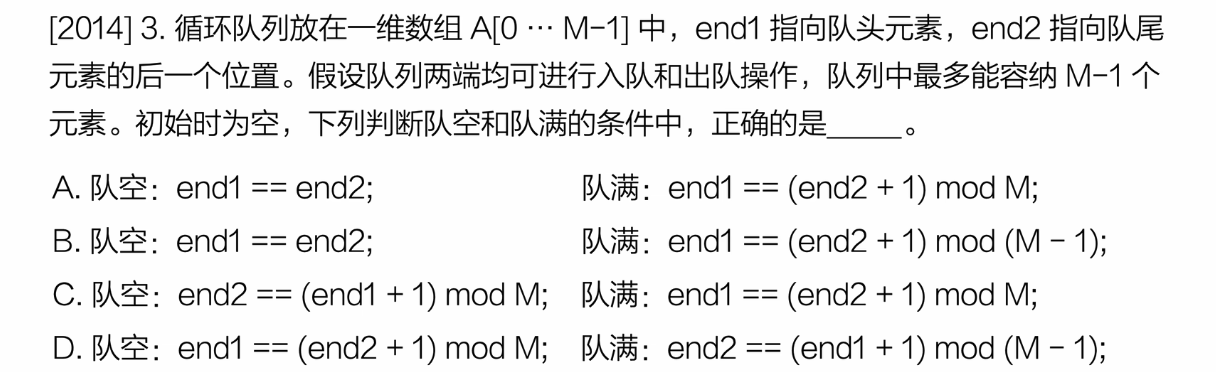 [2014] 3. 循环队列放在一维数组 A[0 … M−1] 中，end1 指向队头元素，end2 指向队尾
元素的后一个位置。假设队列两端均可进行入队和出队操作，队列中最多能容纳 M−1 个
元素。初始时为空，下列判断队空和队满的条件中，正确的是_____。
A. 队空：end1 == end2; 队满：end1 == (end2 + 1) mod M;
B. 队空：end1 == end2; 队满：end1 == (end2 + 1) mod (M − 1);
C. 队空：end2 == (end1 + 1) mod M; 队满：end1 == (end2 + 1) mod M;
D. 队空：end1 == (end2 + 1) mod M; 队满：end2 == (end1 + 1) mod (M − 1);